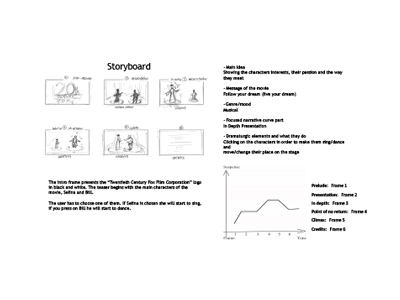 Storyboard
20
The intro frame presents the "Twentieth Century Fox Film Corporation" logo
in black and white. The teaser begins with the main characters of the
movie, Selina and Bill.
The user has to choose one of them. If Selina is chosen she will start to sing,
if you press on Bill he will start to dance.
- Main idea
Showing the characters interests, their passion and the way
they meet
- Message of the movie
Follow your dream (live your dream)
- Genre/mood
Musical
- Focused narrative curve part
In Depth Presentation
- Dramaturgic elements and what they do
Clicking on the characters in order to make them sing/dance
and
move/change their place on the stage
1 2 3 4 5 6
Prelude: Frame 1
Presentation: Frame 2
In depth: Frame 3
Point of no return: Frame 4
Climax: Frame 5
Credits: Frame 6